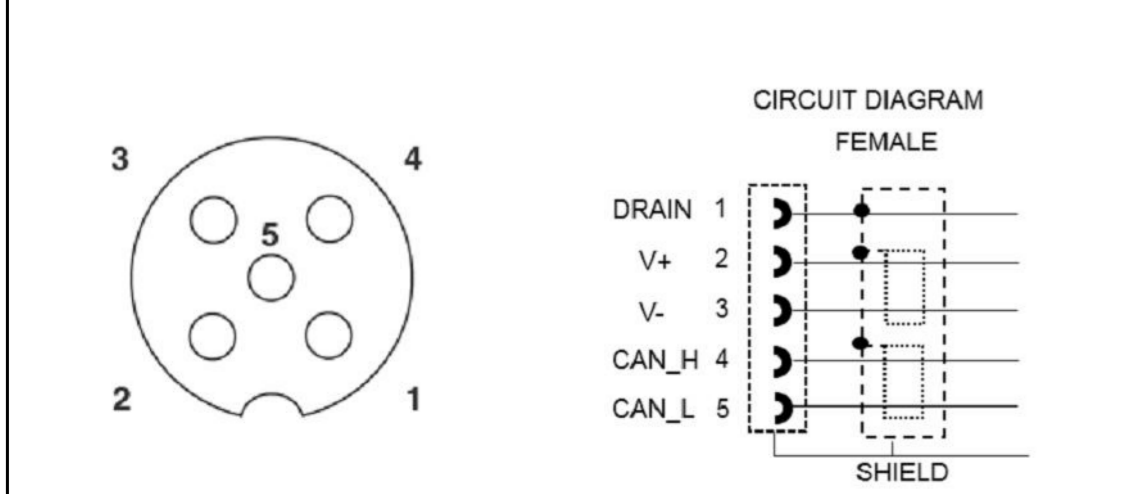 3 4
5
2 1
CIRCUIT DIAGRAM
FEMALE
DRAIN 1
V+ 2
V- 3
CAN_H 4
CAN_L 5
SHIELD